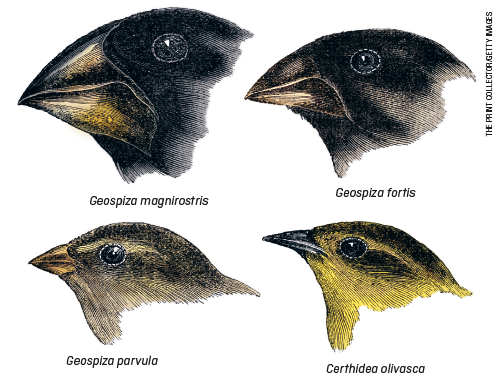 THE PRINT COLLECTOR/GETTY IMAGES
Geospiza magnirostris
Geospiza fortis
Geospiza parvula
Certhidea olivasca